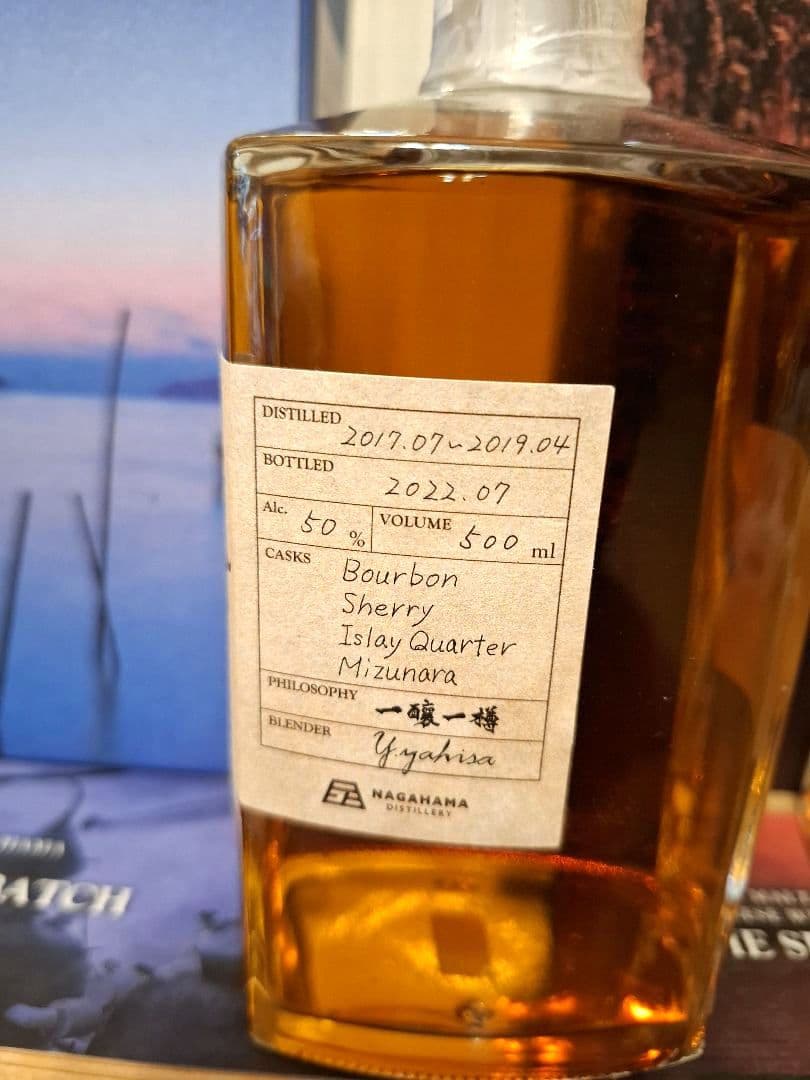 DISTILLED 2017.07~2019.04
BOTTLED 2022.07
Alc. 50 % VOLUME 500 ml
CASKS Bourbon
Sherry
Islay Quarter
Mizunara
PHILOSOPHY 一醸一樽
BLENDER Y.yahisa
NAGAHAMA
DISTILLERY
BATCH